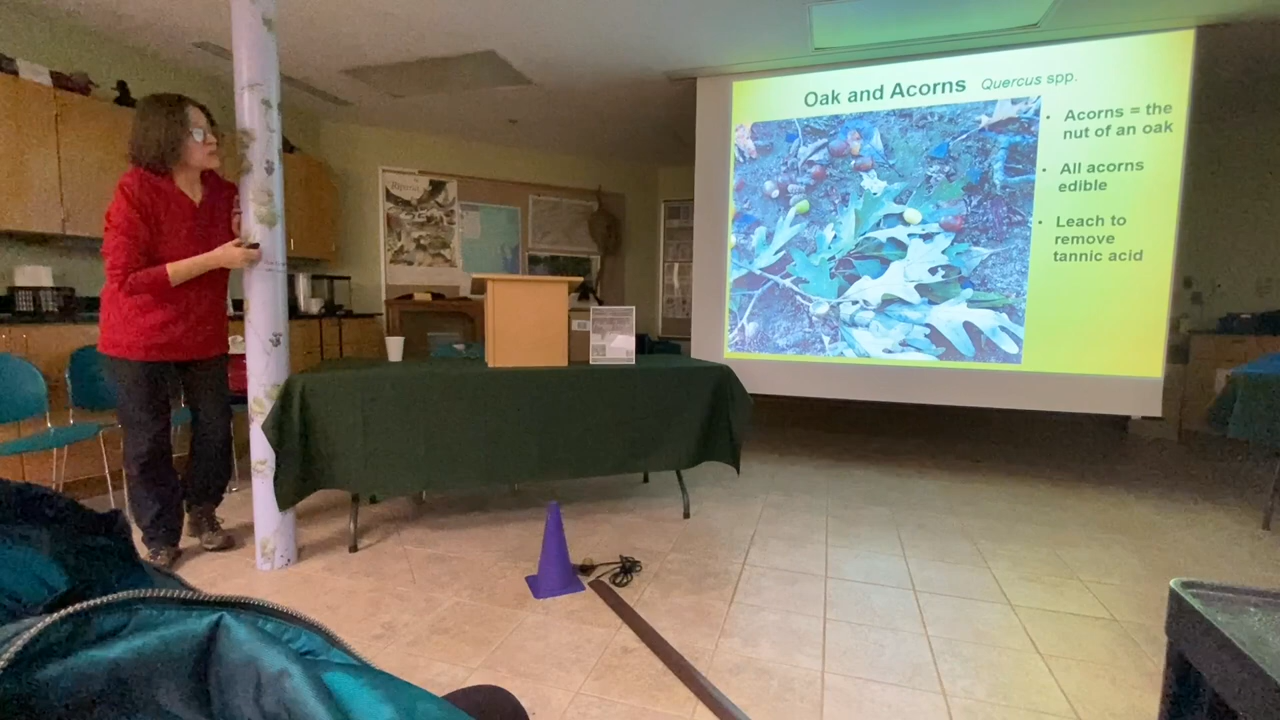 Oak and Acorns Quercus spp.
• Acorns = the
nut of an oak
• All acorns
edible
• Leach to
remove
tannic acid